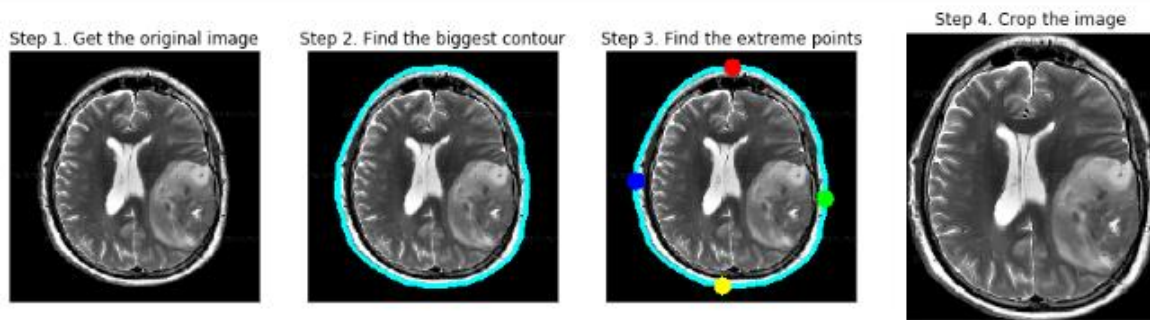 Step 1. Get the original image
Step 2. Find the biggest contour
Step 3. Find the extreme points
Step 4. Crop the image